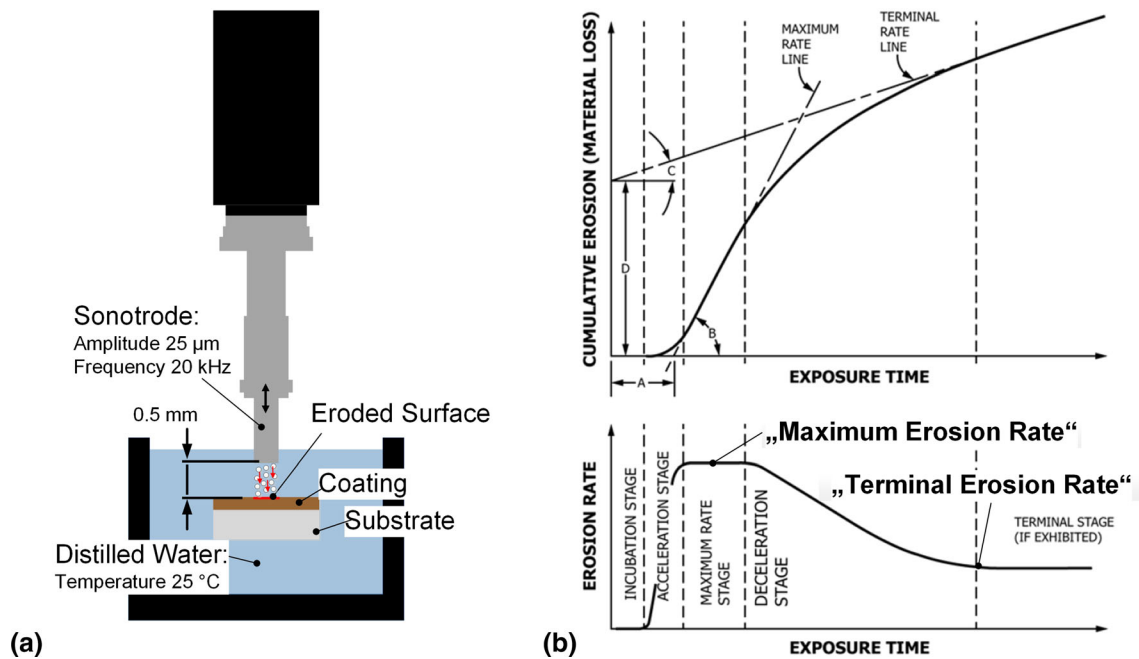 Sonotrode:
Amplitude 25 µm
Frequency 20 kHz
0.5 mm
Eroded Surface
Coating
Substrate
Distilled Water:
Temperature 25 °C
(a)
CUMULATIVE EROSION (MATERIAL LOSS)
MAXIMUM
RATE
LINE
TERMINAL
RATE
LINE
C
D
B
A
EXPOSURE TIME
EROSION RATE
INCUBATION STAGE
ACCELERATION STAGE
MAXIMUM RATE
STAGE
DECELERATION
STAGE
„Maximum Erosion Rate“
„Terminal Erosion Rate“
TERMINAL STAGE
(IF EXHIBITED)
EXPOSURE TIME
(b)